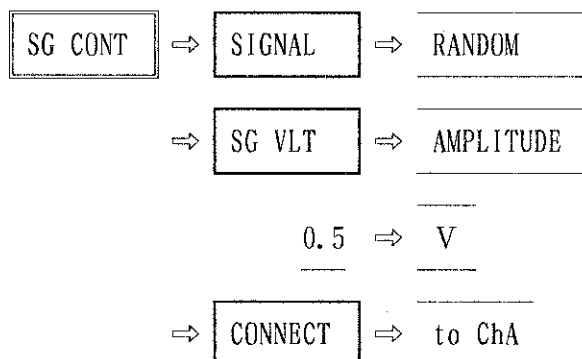 SG CONT ⇨ SIGNAL ⇨ RANDOM
⇨ SG VLT ⇨ AMPLITUDE
0.5 ⇨ V
⇨ CONNECT ⇨ to ChA